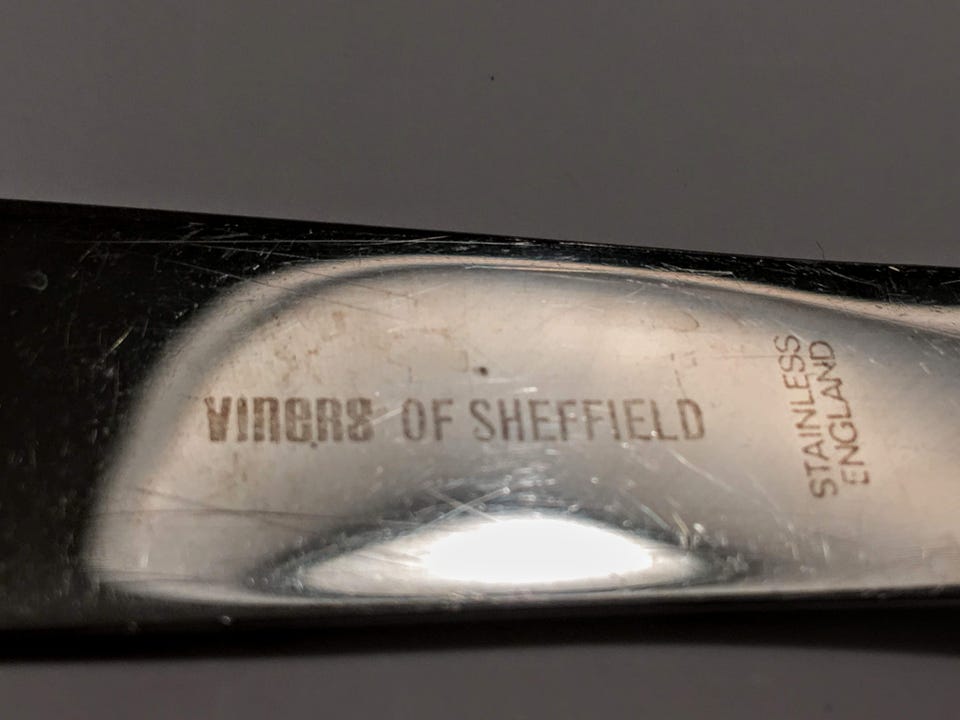 VINERS OF SHEFFIELD
STAINLESS
ENGLAND